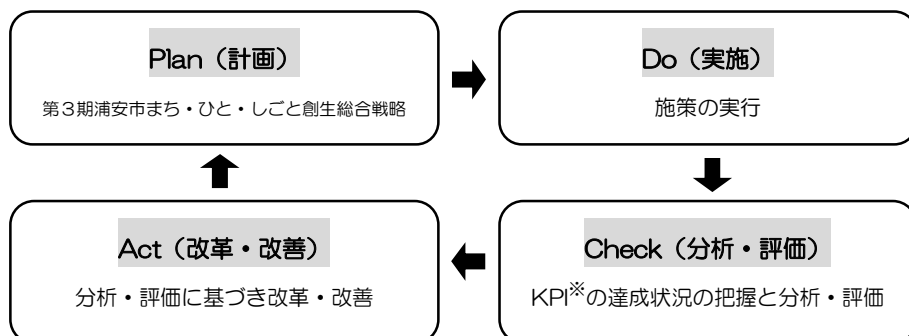 Plan（計画）
第３期浦安市まち・ひと・しごと創生総合戦略
Do（実施）
施策の実行
Act（改革・改善）
分析・評価に基づき改革・改善
Check（分析・評価）
KPI※の達成状況の把握と分析・評価